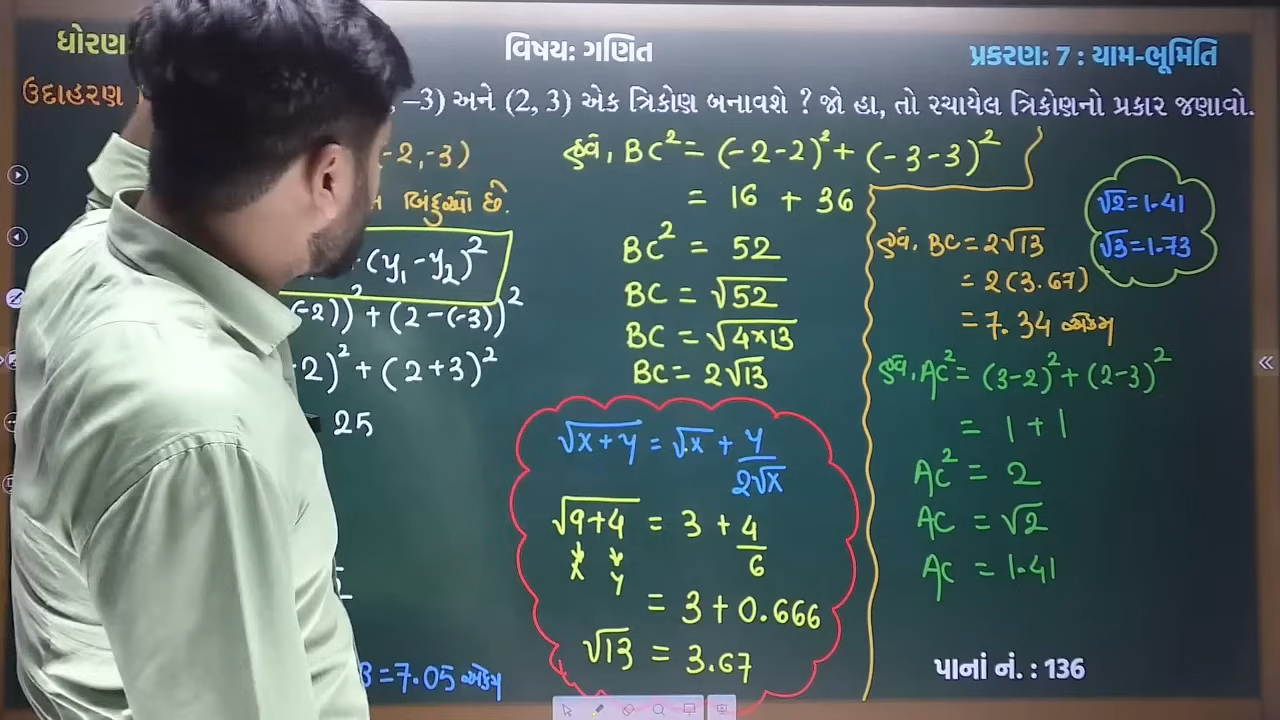 ધોરણ
વિષય: ગણિત
પ્રકરણ: 7 : યામ-ભૂમિતિ
ઉદાહરણ
, –3) અને (2, 3) એક ત્રિકોણ બનાવશે ? જો હા, તો રચાયેલ ત્રિકોણનો પ્રકાર જણાવો.
(-2,-3)
બિંદુઓ છે.
(y₁-y₂)²
(-2))² + (2-(-3))²
2)² + (2+3)²
25
= 7.05 એકમ
હવે, BC² = (-2-2)² + (-3-3)²
= 16 + 36
BC² = 52
BC = √52
BC = √4×13
BC = 2√13
√x+y = √x + y/2√x
√9+4 = 3 + 4/6
x y
= 3 + 0.666
√13 = 3.67
√2=1.41
√3=1.73
હવે, BC = 2√13
= 2(3.67)
= 7.34 એકમ
હવે, AC² = (3-2)² + (2-3)²
= 1 + 1
AC² = 2
AC = √2
AC = 1.41
પાનાં નં. : 136